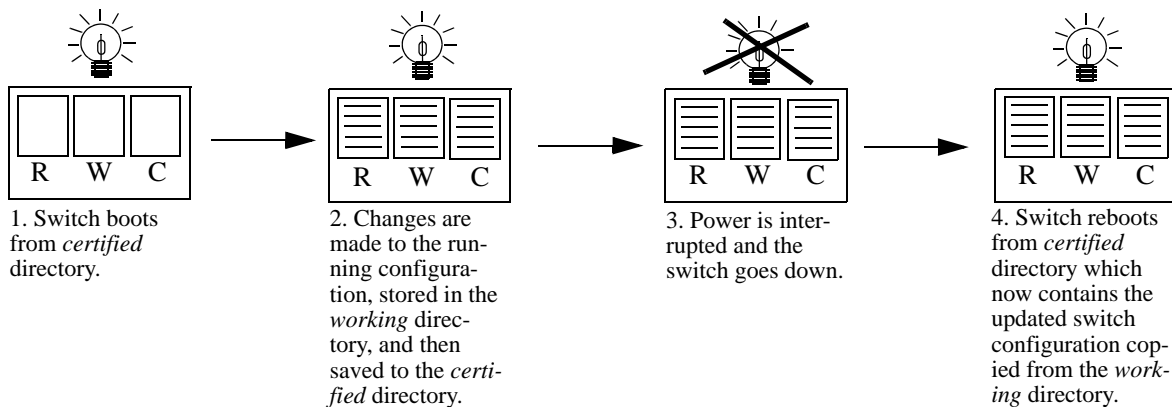 R W C
1. Switch boots
from certified
directory.
R W C
2. Changes are
made to the run-
ning configura-
tion, stored in the
working direc-
tory, and then
saved to the certi-
fied directory.
R W C
3. Power is inter-
rupted and the
switch goes down.
R W C
4. Switch reboots
from certified
directory which
now contains the
updated switch
configuration cop-
ied from the work-
ing directory.